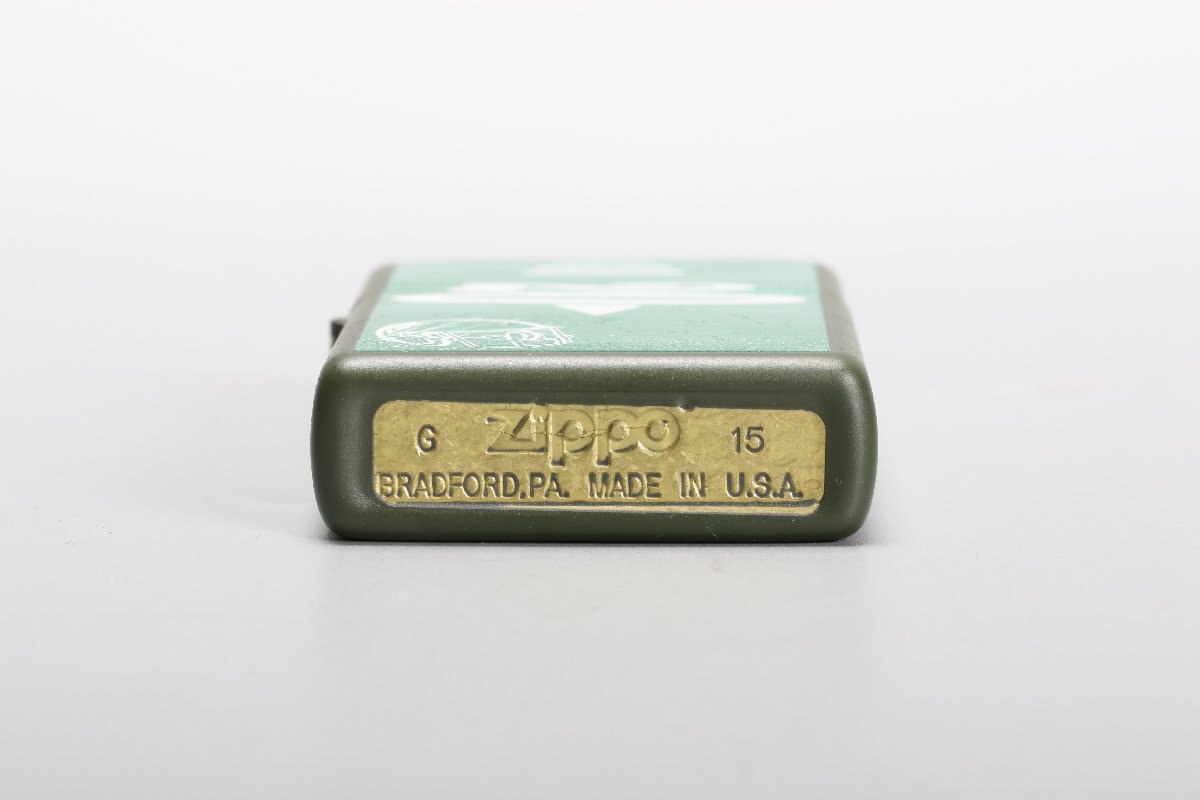 G Zippo 15
BRADFORD,PA. MADE IN U.S.A.